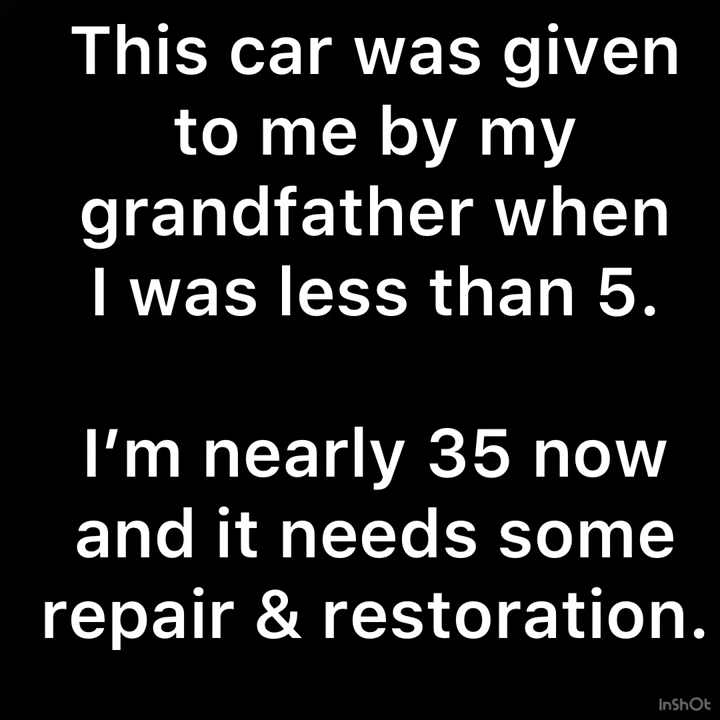 This car was given
to me by my
grandfather when
I was less than 5.
I’m nearly 35 now
and it needs some
repair & restoration.
InShOt